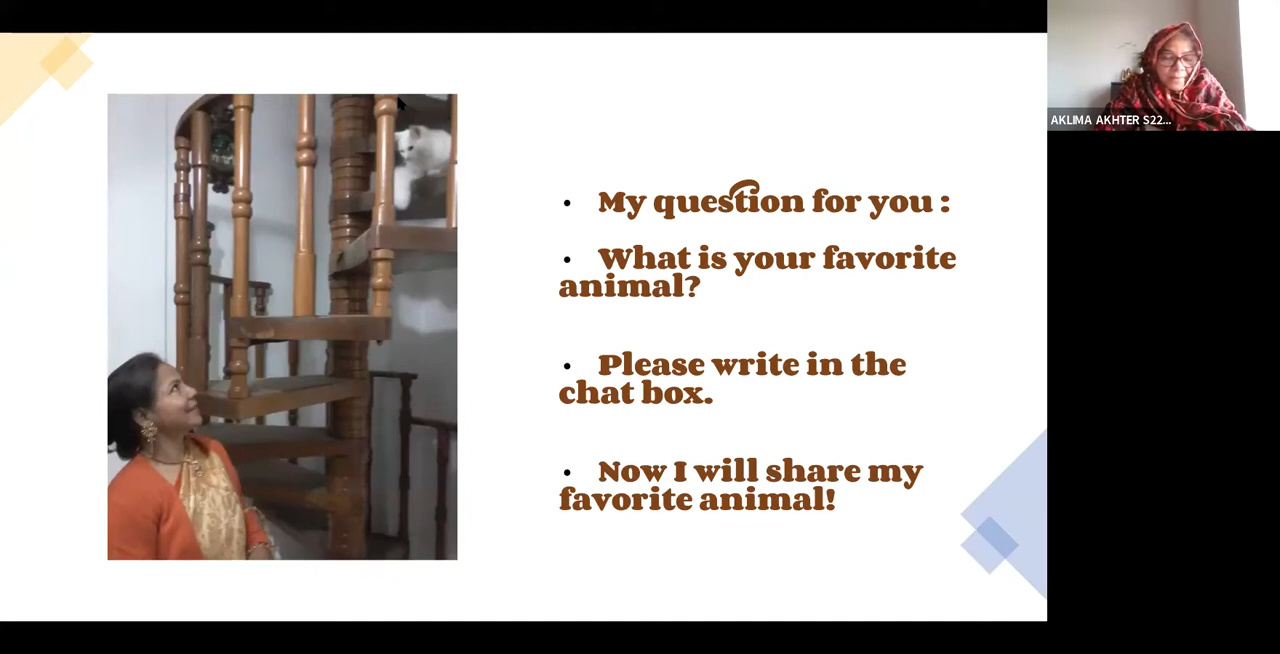 AKLIMA AKHTER S22...
• My question for you :
• What is your favorite
animal?
• Please write in the
chat box.
• Now I will share my
favorite animal!